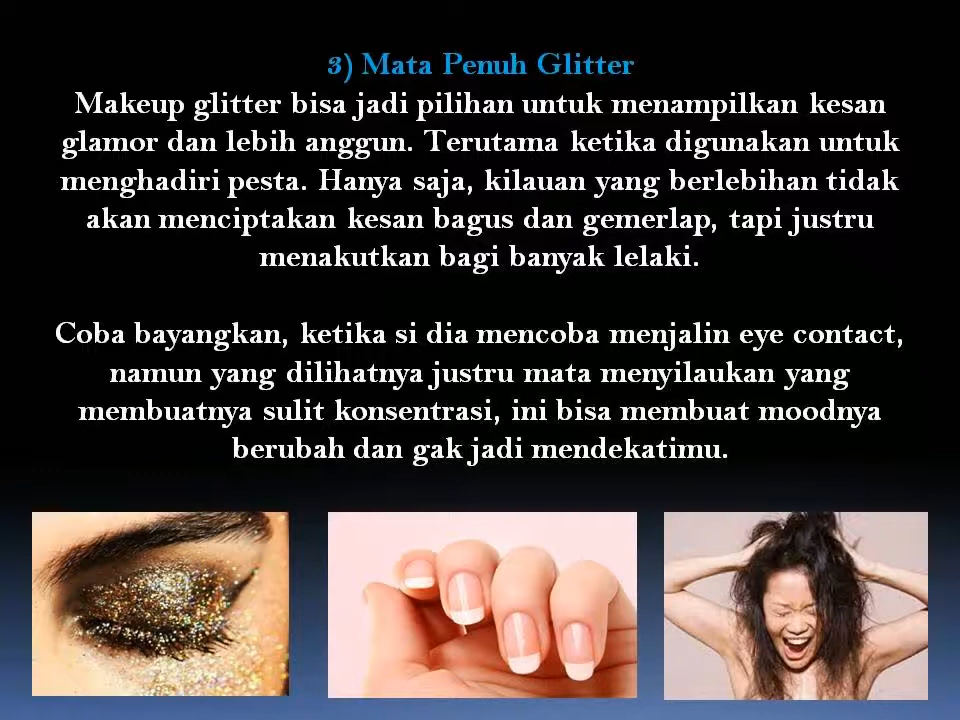 3) Mata Penuh Glitter
Makeup glitter bisa jadi pilihan untuk menampilkan kesan
glamor dan lebih anggun. Terutama ketika digunakan untuk
menghadiri pesta. Hanya saja, kilauan yang berlebihan tidak
akan menciptakan kesan bagus dan gemerlap, tapi justru
menakutkan bagi banyak lelaki.
Coba bayangkan, ketika si dia mencoba menjalin eye contact,
namun yang dilihatnya justru mata menyilaukan yang
membuatnya sulit konsentrasi, ini bisa membuat moodnya
berubah dan gak jadi mendekatimu.